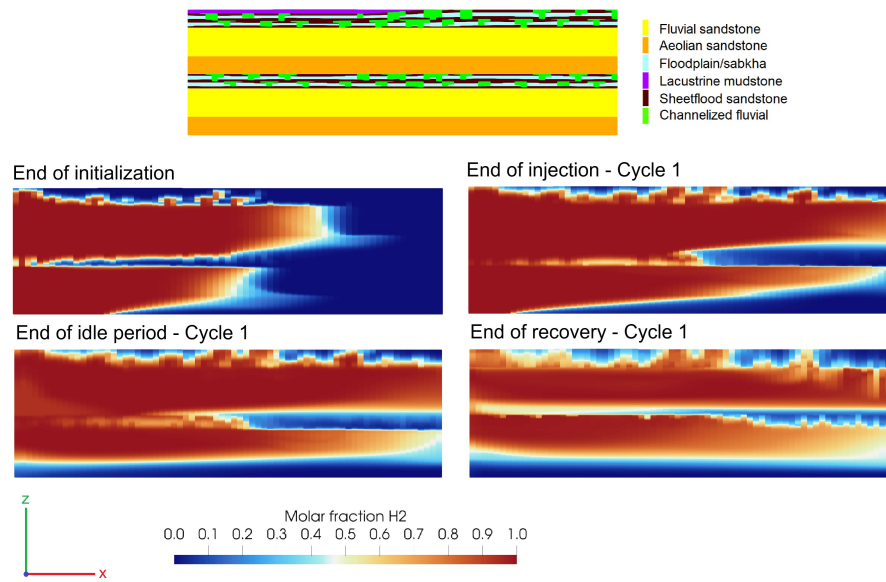 Fluvial sandstone
Aeolian sandstone
Floodplain/sabkha
Lacustrine mudstone
Sheetflood sandstone
Channelized fluvial
End of initialization
End of injection - Cycle 1
End of idle period - Cycle 1
End of recovery - Cycle 1
z
x
Molar fraction H2
0.0 0.1 0.2 0.3 0.4 0.5 0.6 0.7 0.8 0.9 1.0